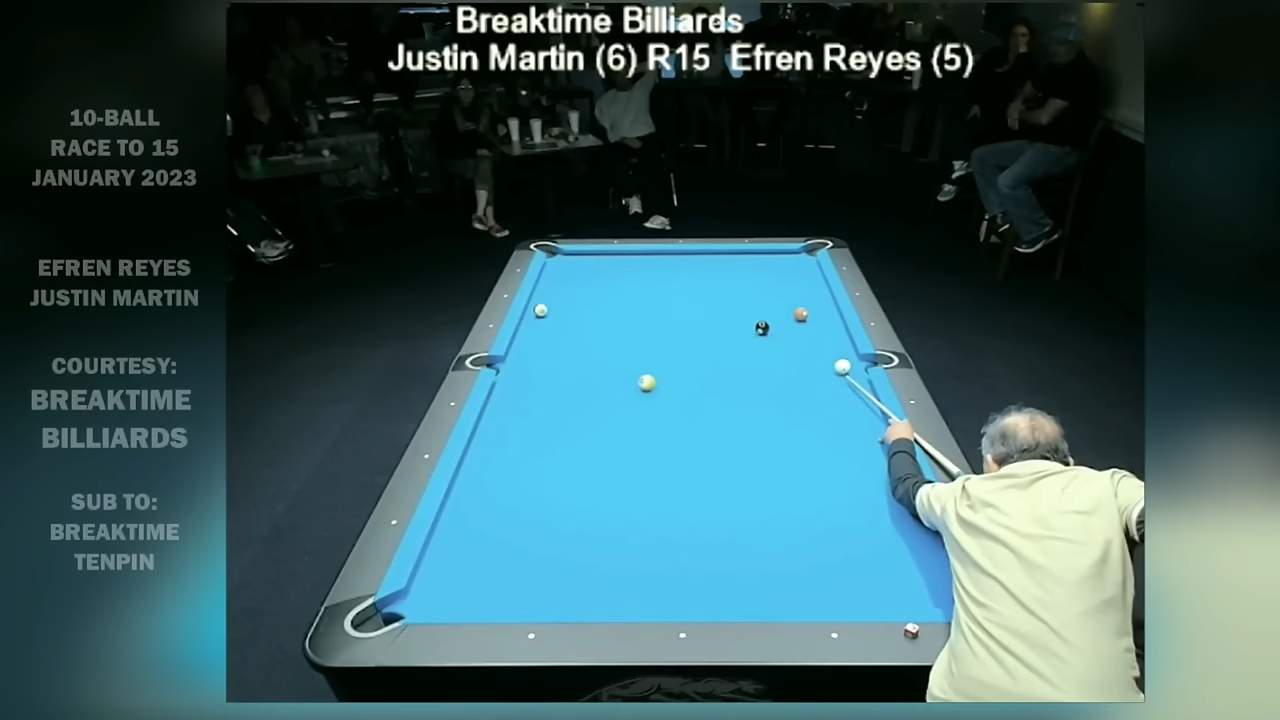 Breaktime Billiards
Justin Martin (6) R15 Efren Reyes (5)
10-BALL
RACE TO 15
JANUARY 2023
EFREN REYES
JUSTIN MARTIN
COURTESY:
BREAKTIME
BILLIARDS
SUB TO:
BREAKTIME
TENPIN